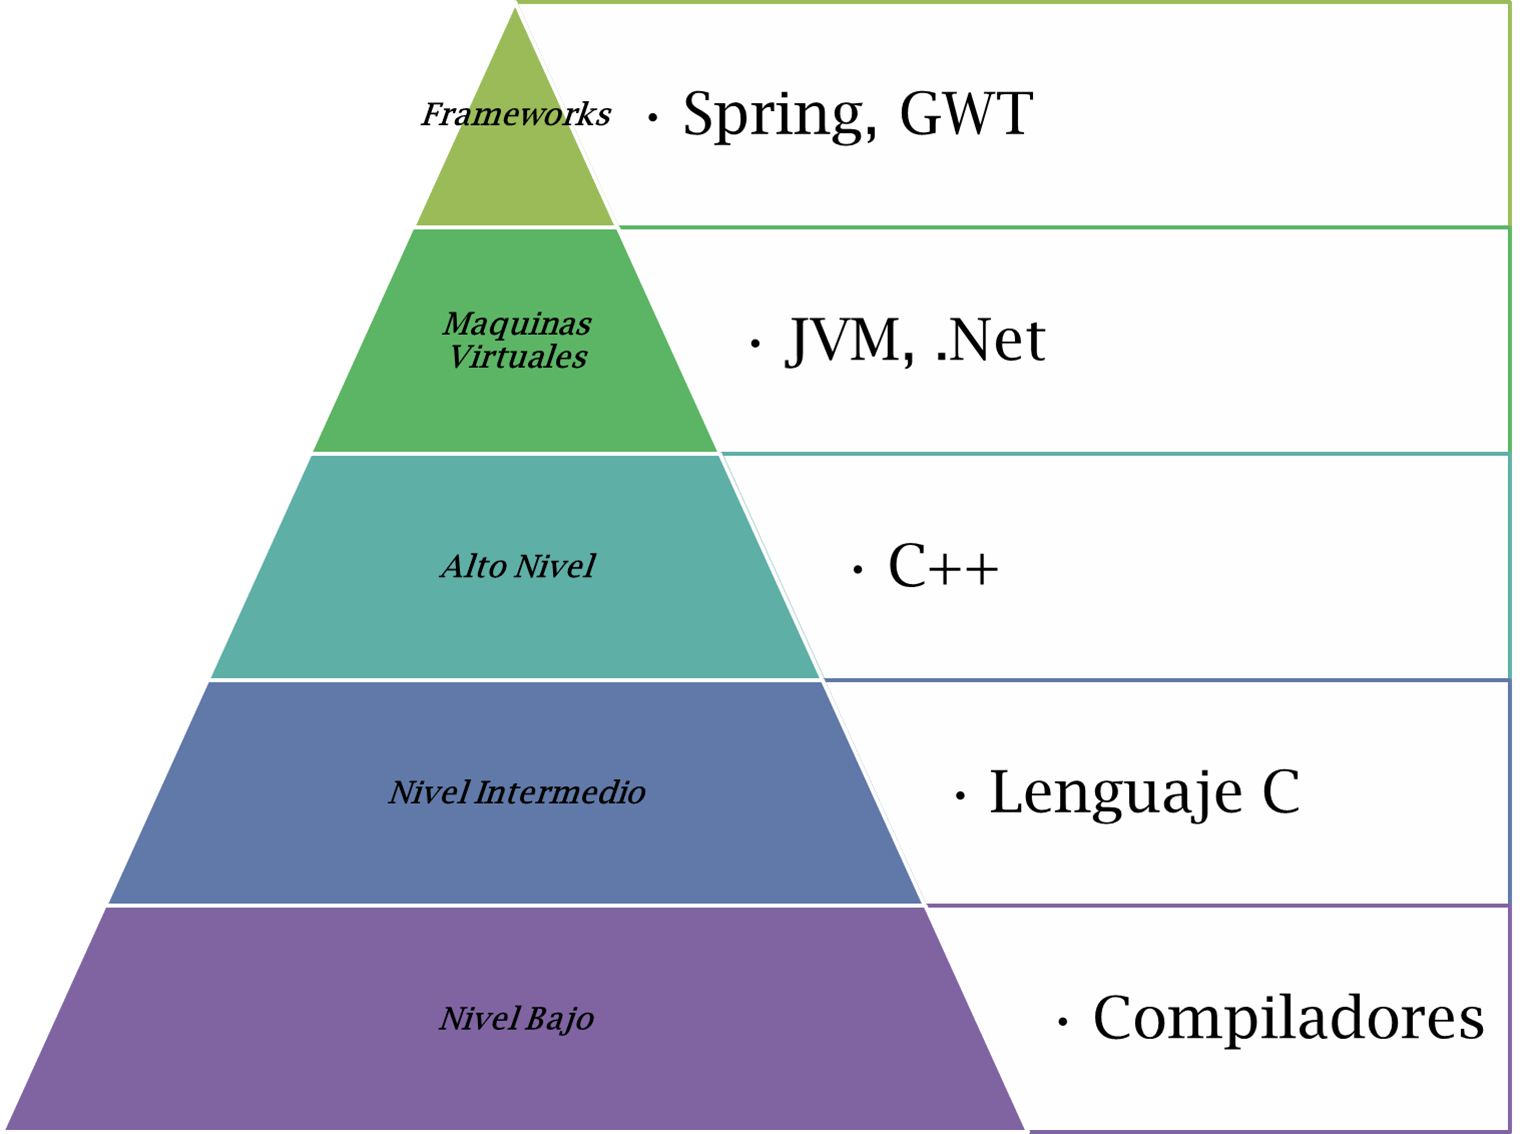 Frameworks
• Spring, GWT
Maquinas
Virtuales
• JVM, .Net
Alto Nivel
• C++
Nivel Intermedio
• Lenguaje C
Nivel Bajo
• Compiladores